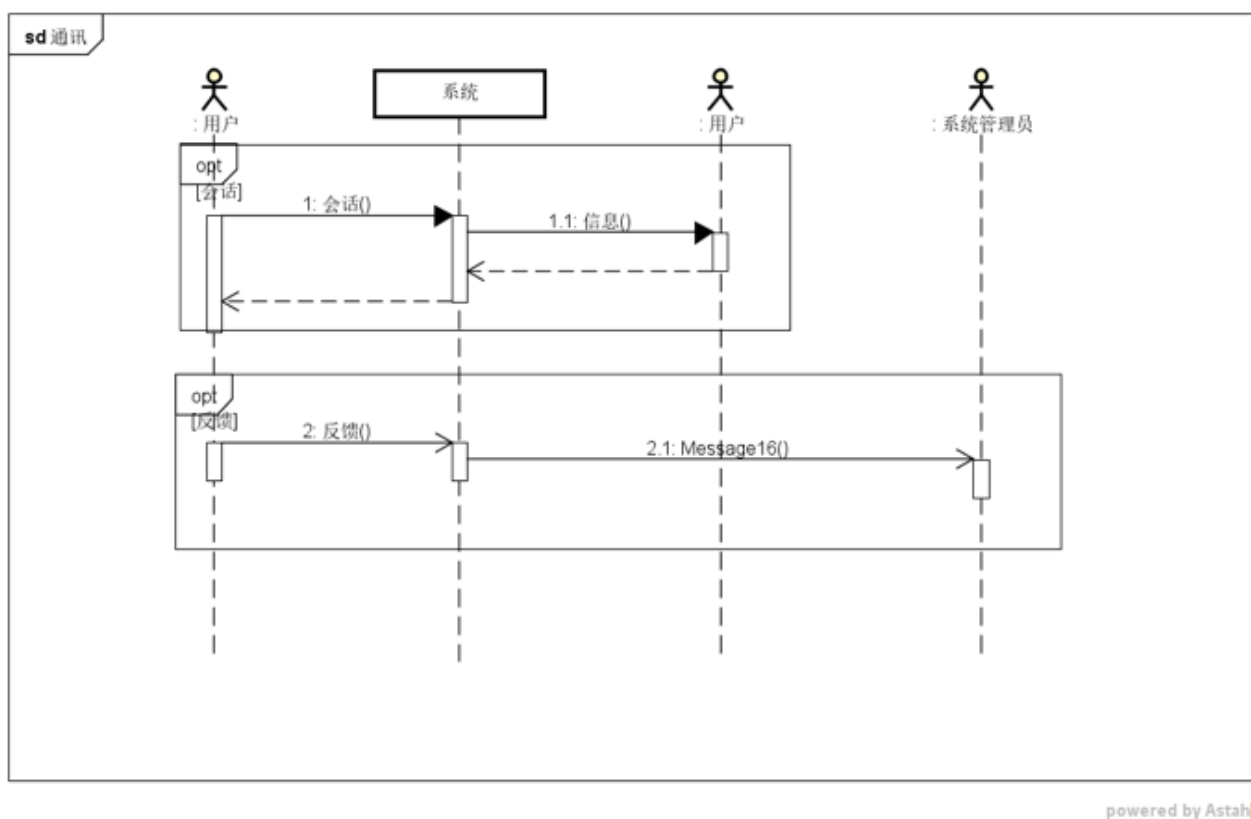 sd 通讯
系统
: 用户
: 用户
: 系统管理员
opt
[会话]
1: 会话()
1.1: 信息()
opt
[反馈]
2: 反馈()
2.1: Message16()
powered by Astah